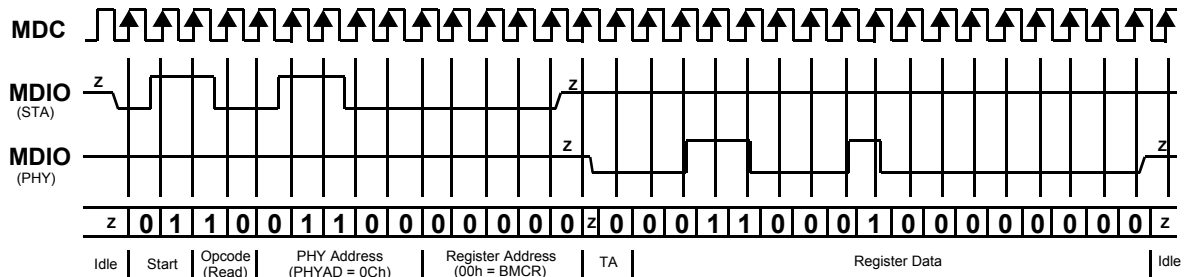 MDC
z z
MDIO
(STA)
z z
MDIO
(PHY)
z 0 1 1 0 0 1 1 0 0 0 0 0 0 0 z 0 0 0 1 1 0 0 0 1 0 0 0 0 0 0 0 0 z
Idle Start Opcode (Read) PHY Address (PHYAD = 0Ch) Register Address (00h = BMCR) TA Register Data Idle